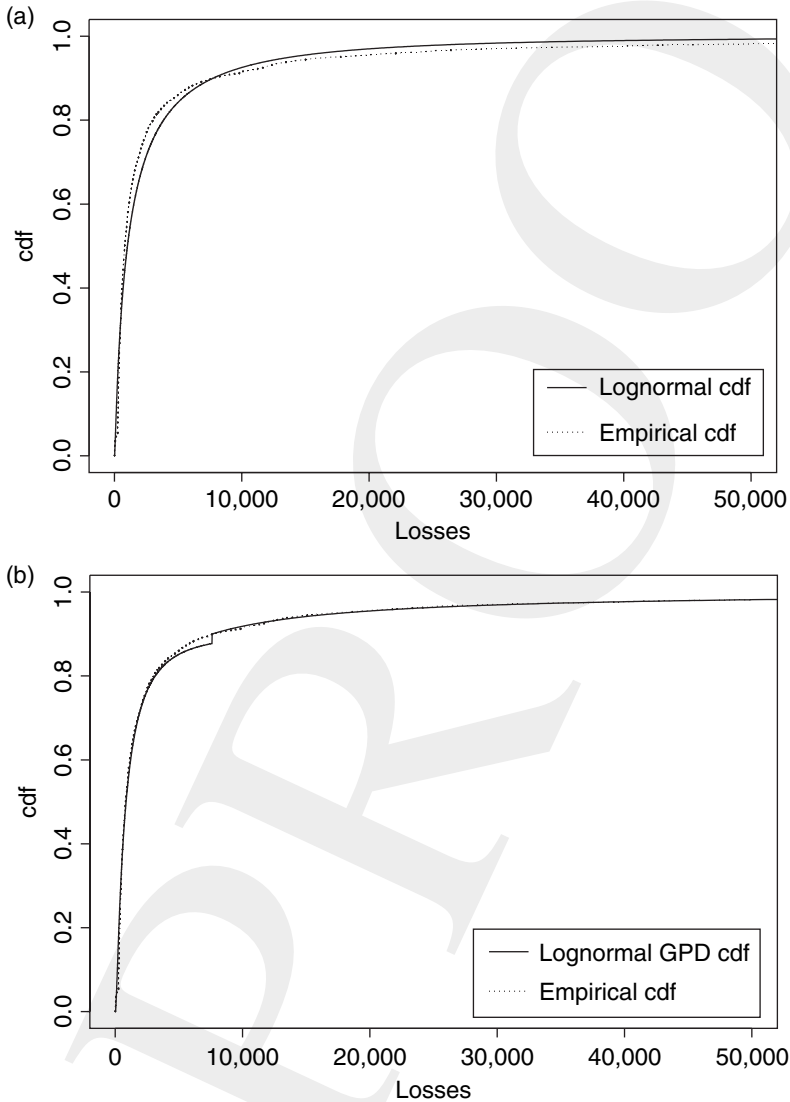 (a)
1.0
0.8
0.6
0.4
0.2
0.0
cdf
Lognormal cdf
Empirical cdf
0 10,000 20,000 30,000 40,000 50,000
Losses
(b)
1.0
0.8
0.6
0.4
0.2
0.0
cdf
Lognormal GPD cdf
Empirical cdf
0 10,000 20,000 30,000 40,000 50,000
Losses
PROO